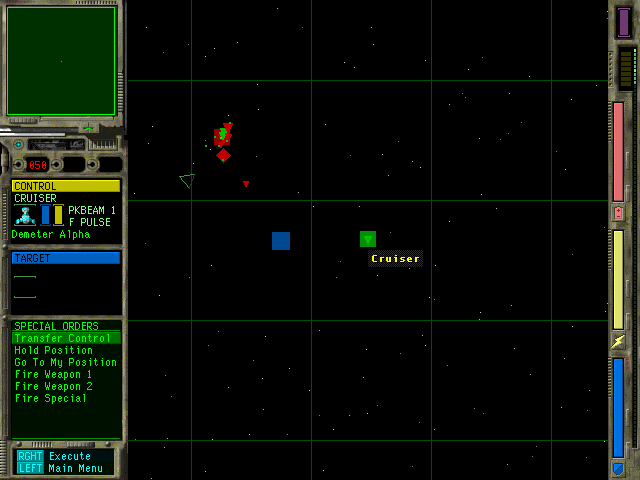 050
CONTROL
CRUISER
PKBEAM 1
F PULSE
Demeter Alpha
TARGET
SPECIAL ORDERS
Transfer Control
Hold Position
Go To My Position
Fire Weapon 1
Fire Weapon 2
Fire Special
RGHT Execute
LEFT Main Menu
Cruiser